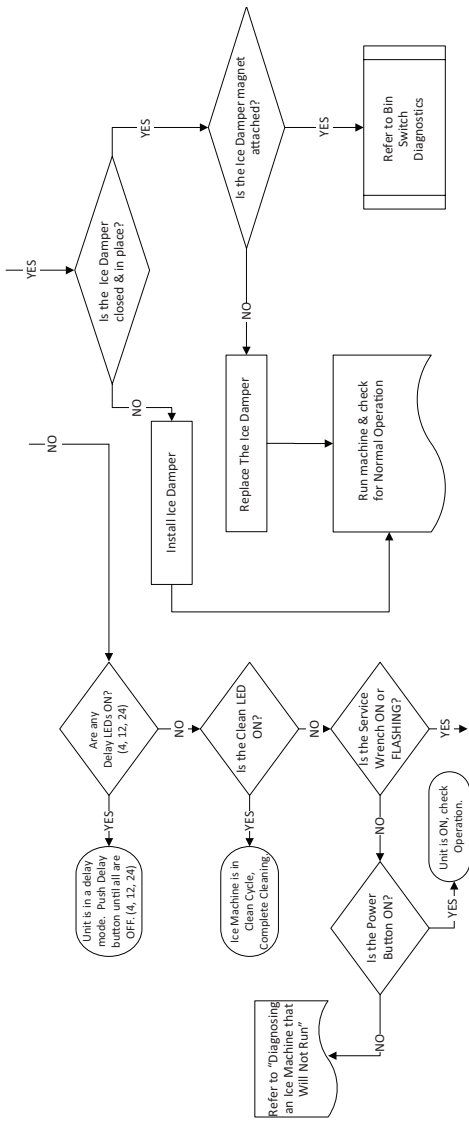 YES
Is the Ice Damper
closed & in place?
YES
Is the Ice Damper magnet
attached?
YES
Refer to Bin
Switch
Diagnostics
NO
Replace The Ice Damper
NO
Install Ice Damper
Run machine & check
for Normal Operation
NO
Are any
Delay LEDs ON?
(4, 12, 24)
YES
Unit is in a delay
mode. Push Delay
button until all are
OFF. (4, 12, 24)
NO
Is the Clean LED
ON?
YES
Ice Machine is in
Clean Cycle,
Complete Cleaning.
NO
Is the Service
Wrench ON or
FLASHING?
YES
NO
Is the Power
Button ON?
YES
Unit is ON, check
Operation.
NO
Refer to “Diagnosing
an Ice Machine that
Will Not Run”